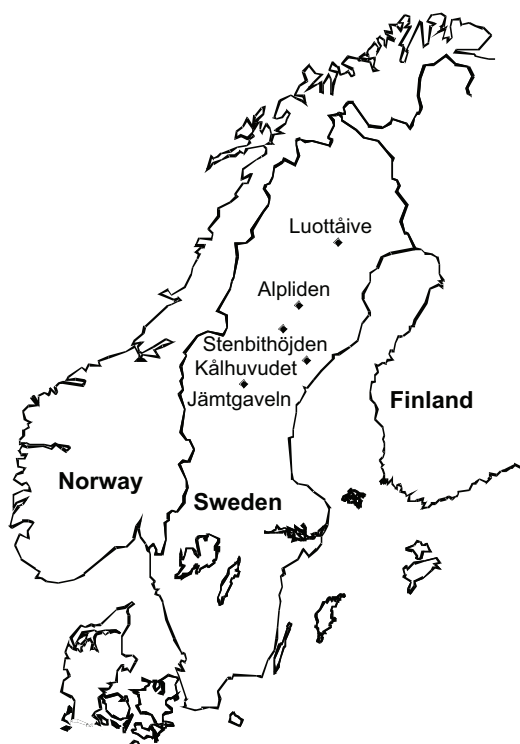 Luottåive
Alpliden
Stenbithöjden
Kålhuvudet
Jämtgaveln
Finland
Norway
Sweden